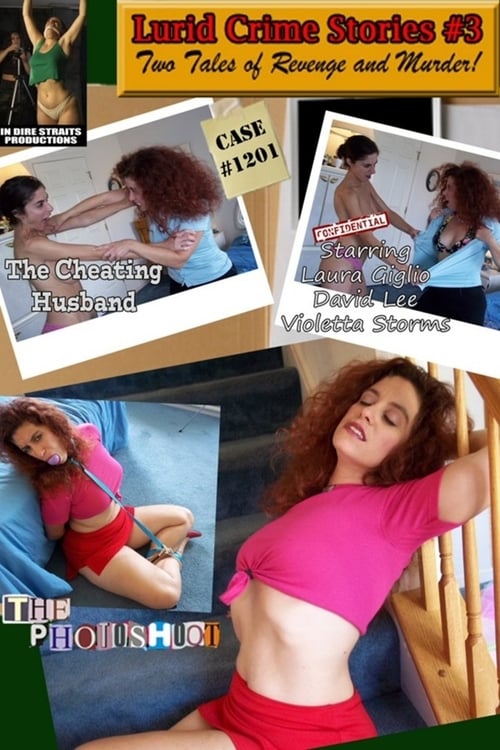 Lurid Crime Stories #3
Two Tales of Revenge and Murder!
IN DIRE STRAITS
PRODUCTIONS
CASE
#1201
CONFIDENTIAL
The Cheating
Husband
Starring
Laura Giglio
David Lee
Violetta Storms
THE
PHOTOSHOOT